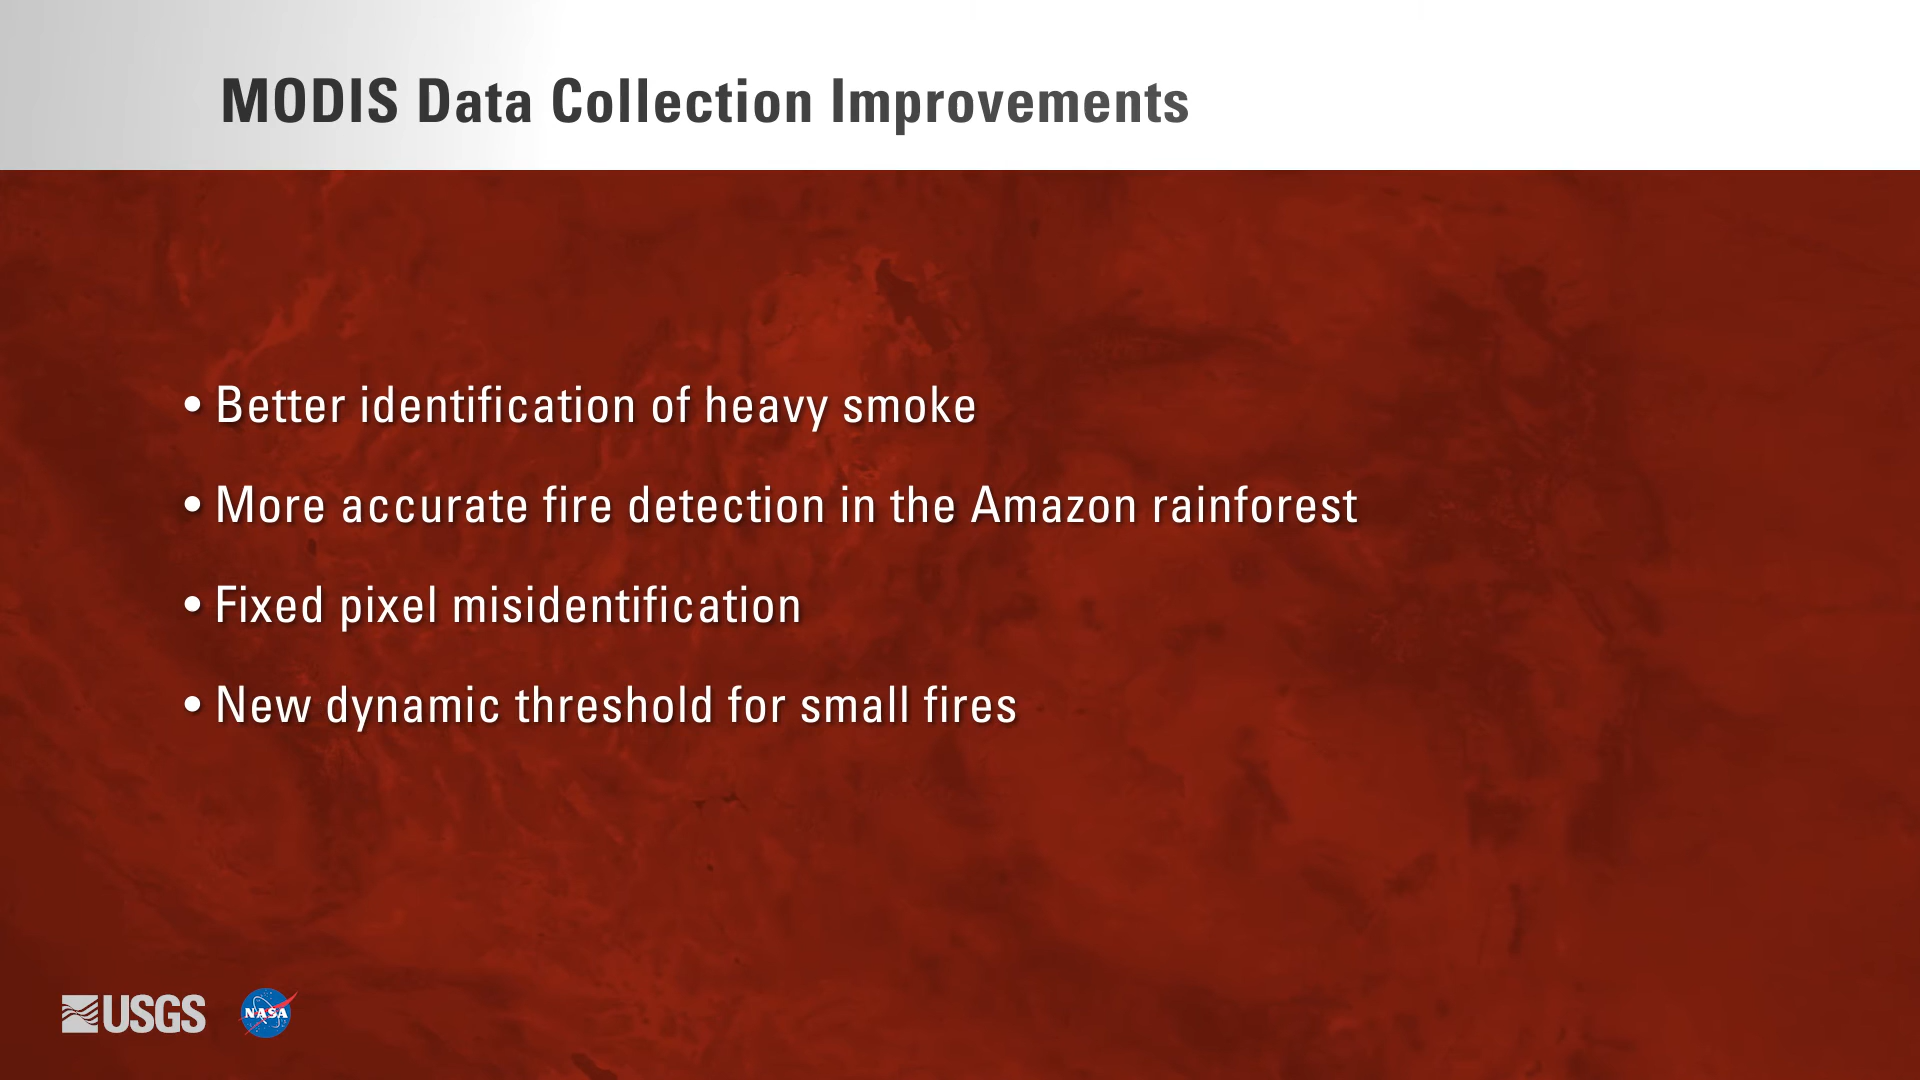 MODIS Data Collection Improvements
• Better identification of heavy smoke
• More accurate fire detection in the Amazon rainforest
• Fixed pixel misidentification
• New dynamic threshold for small fires
USGS
NASA